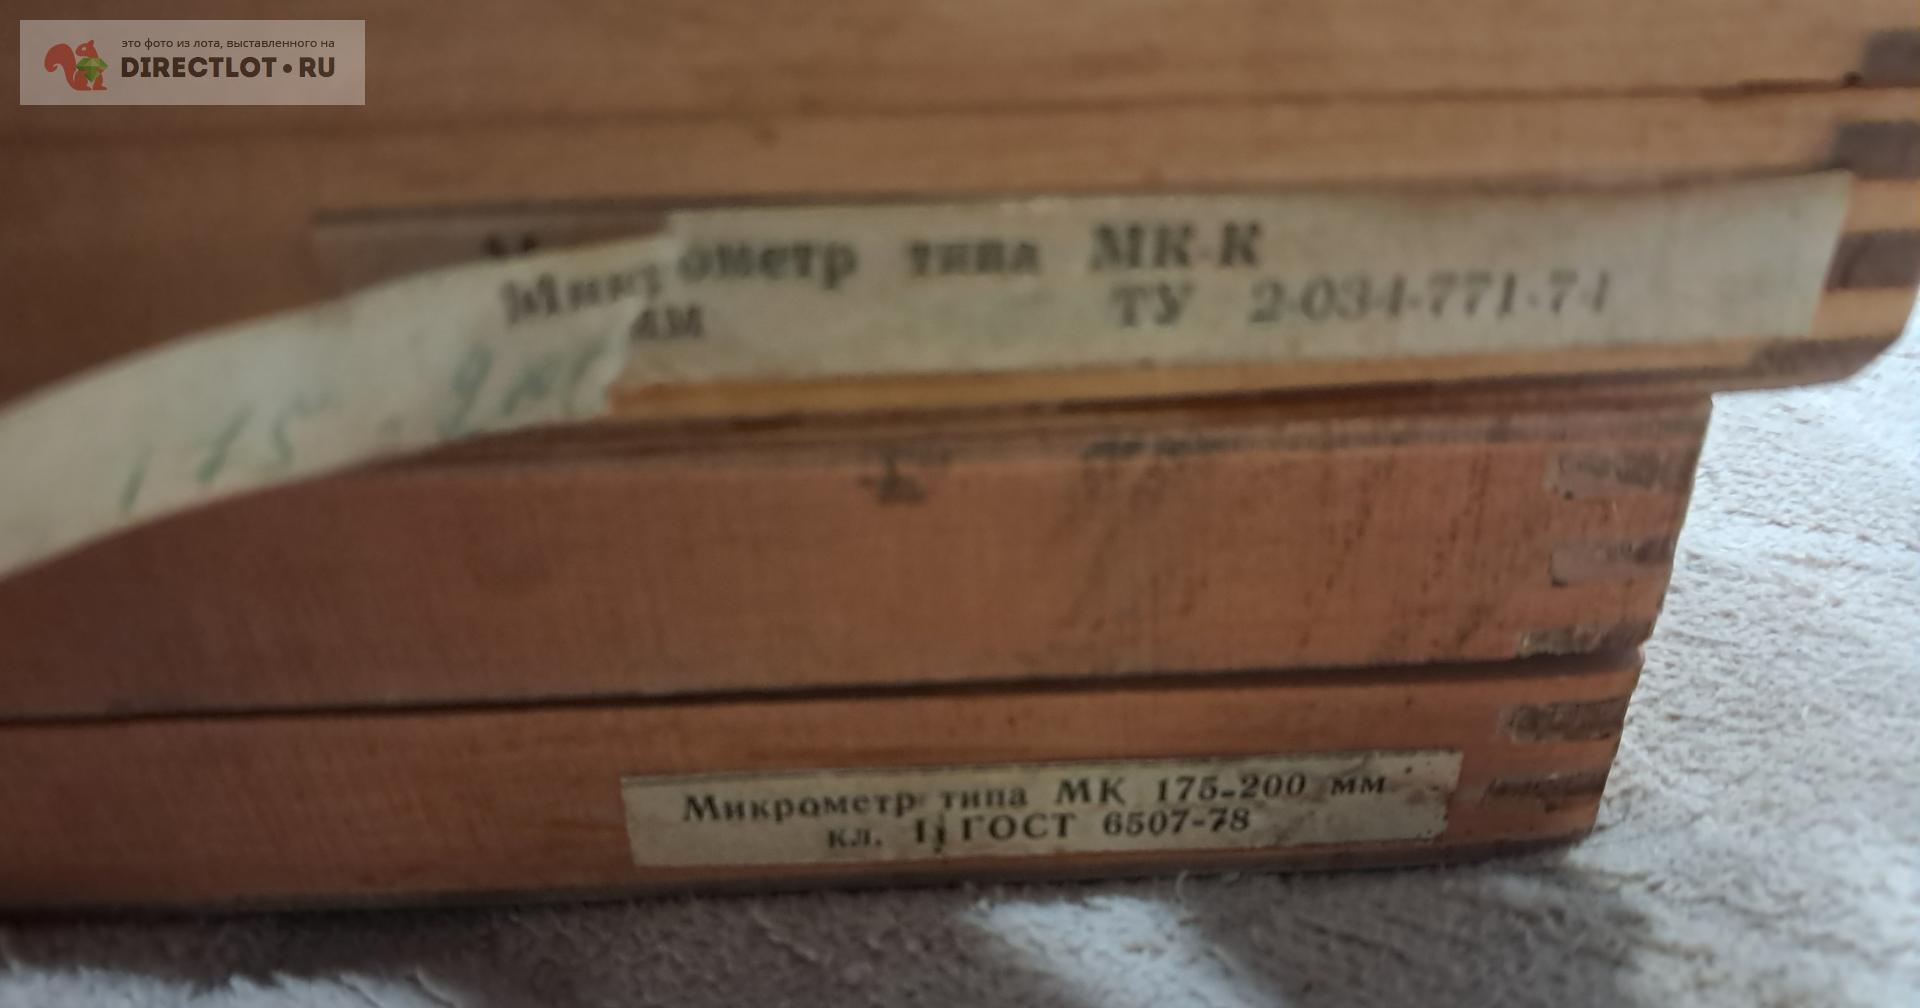 это фото из лота, выставленного на
DIRECTLOT•RU
Микрометр типа МК-К
мм ТУ 2-034-771-74
175 - 200
Микрометр типа МК 175-200 мм
кл. 1 ГОСТ 6507-78